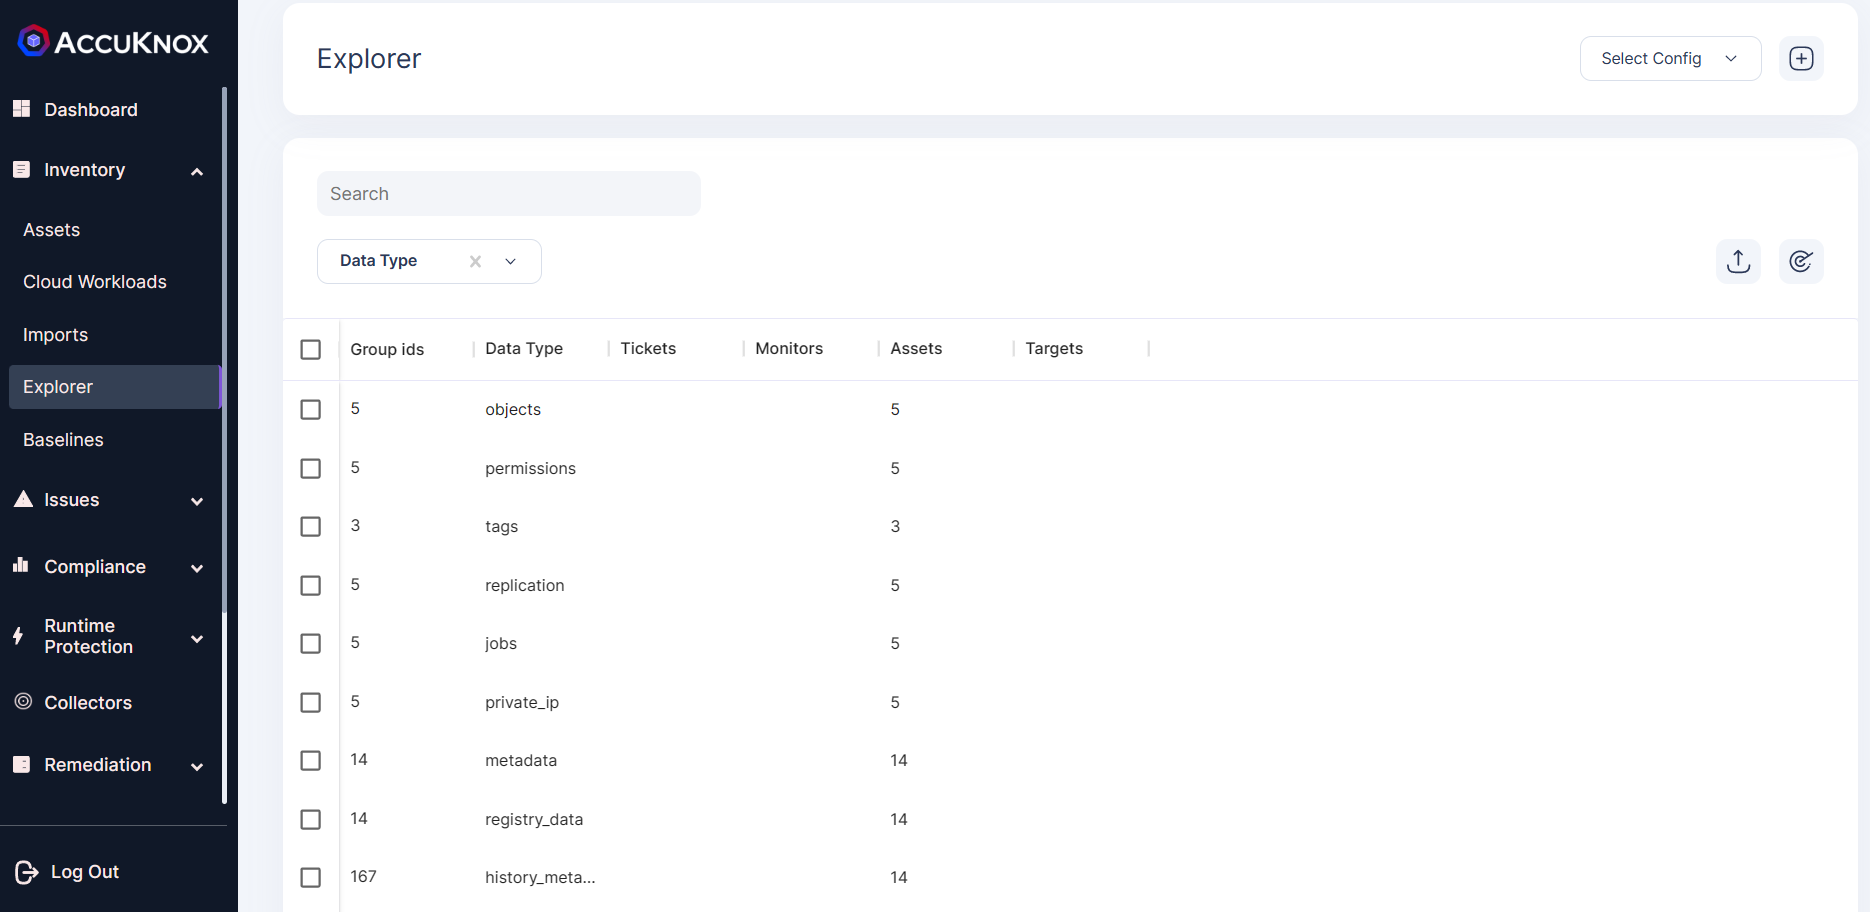 ACCUKNOX
Dashboard
Inventory
Assets
Cloud Workloads
Imports
Explorer
Baselines
Issues
Compliance
Runtime
Protection
Collectors
Remediation
Log Out
Explorer
Select Config
Search
Data Type
Group ids Data Type Tickets Monitors Assets Targets
5 objects 5
5 permissions 5
3 tags 3
5 replication 5
5 jobs 5
5 private_ip 5
14 metadata 14
14 registry_data 14
167 history_meta... 14